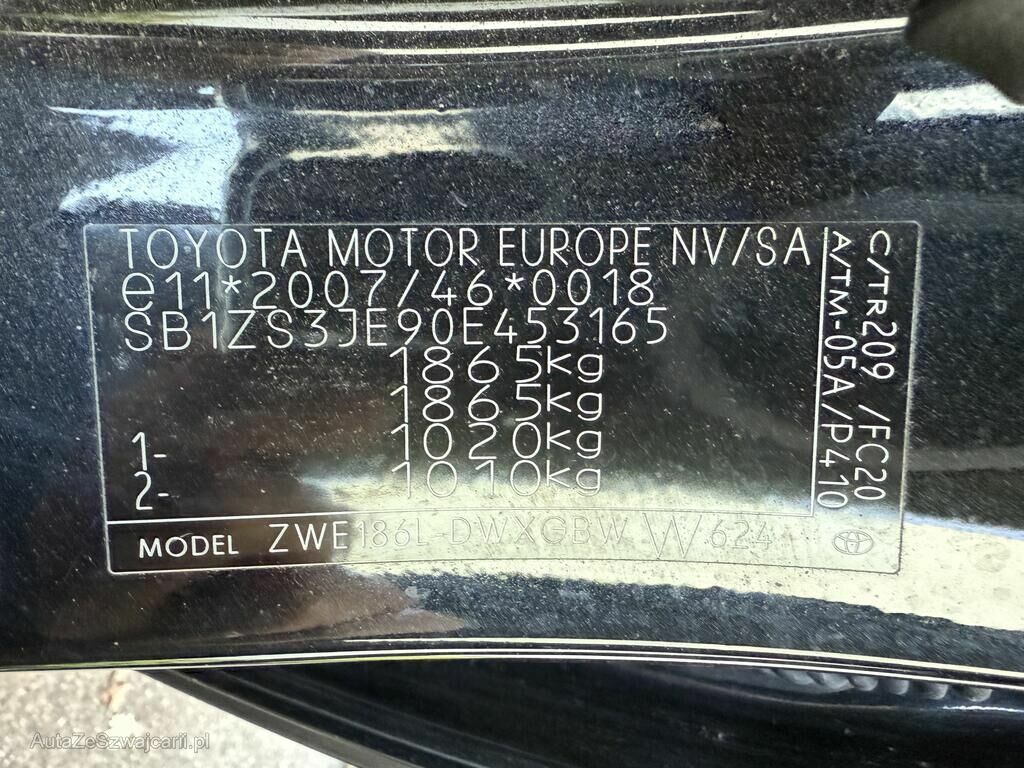 TOYOTA MOTOR EUROPE NV/SA
e11*2007/46*0018
SB1ZS3JE90E453165
1865kg
1865kg
1- 1020kg
2- 1010kg
MODEL ZWE186L-DWXGBW W/624
C/TR209 /FC20
A/TM-05A/P410
AutaZeSzwajcarii.pl